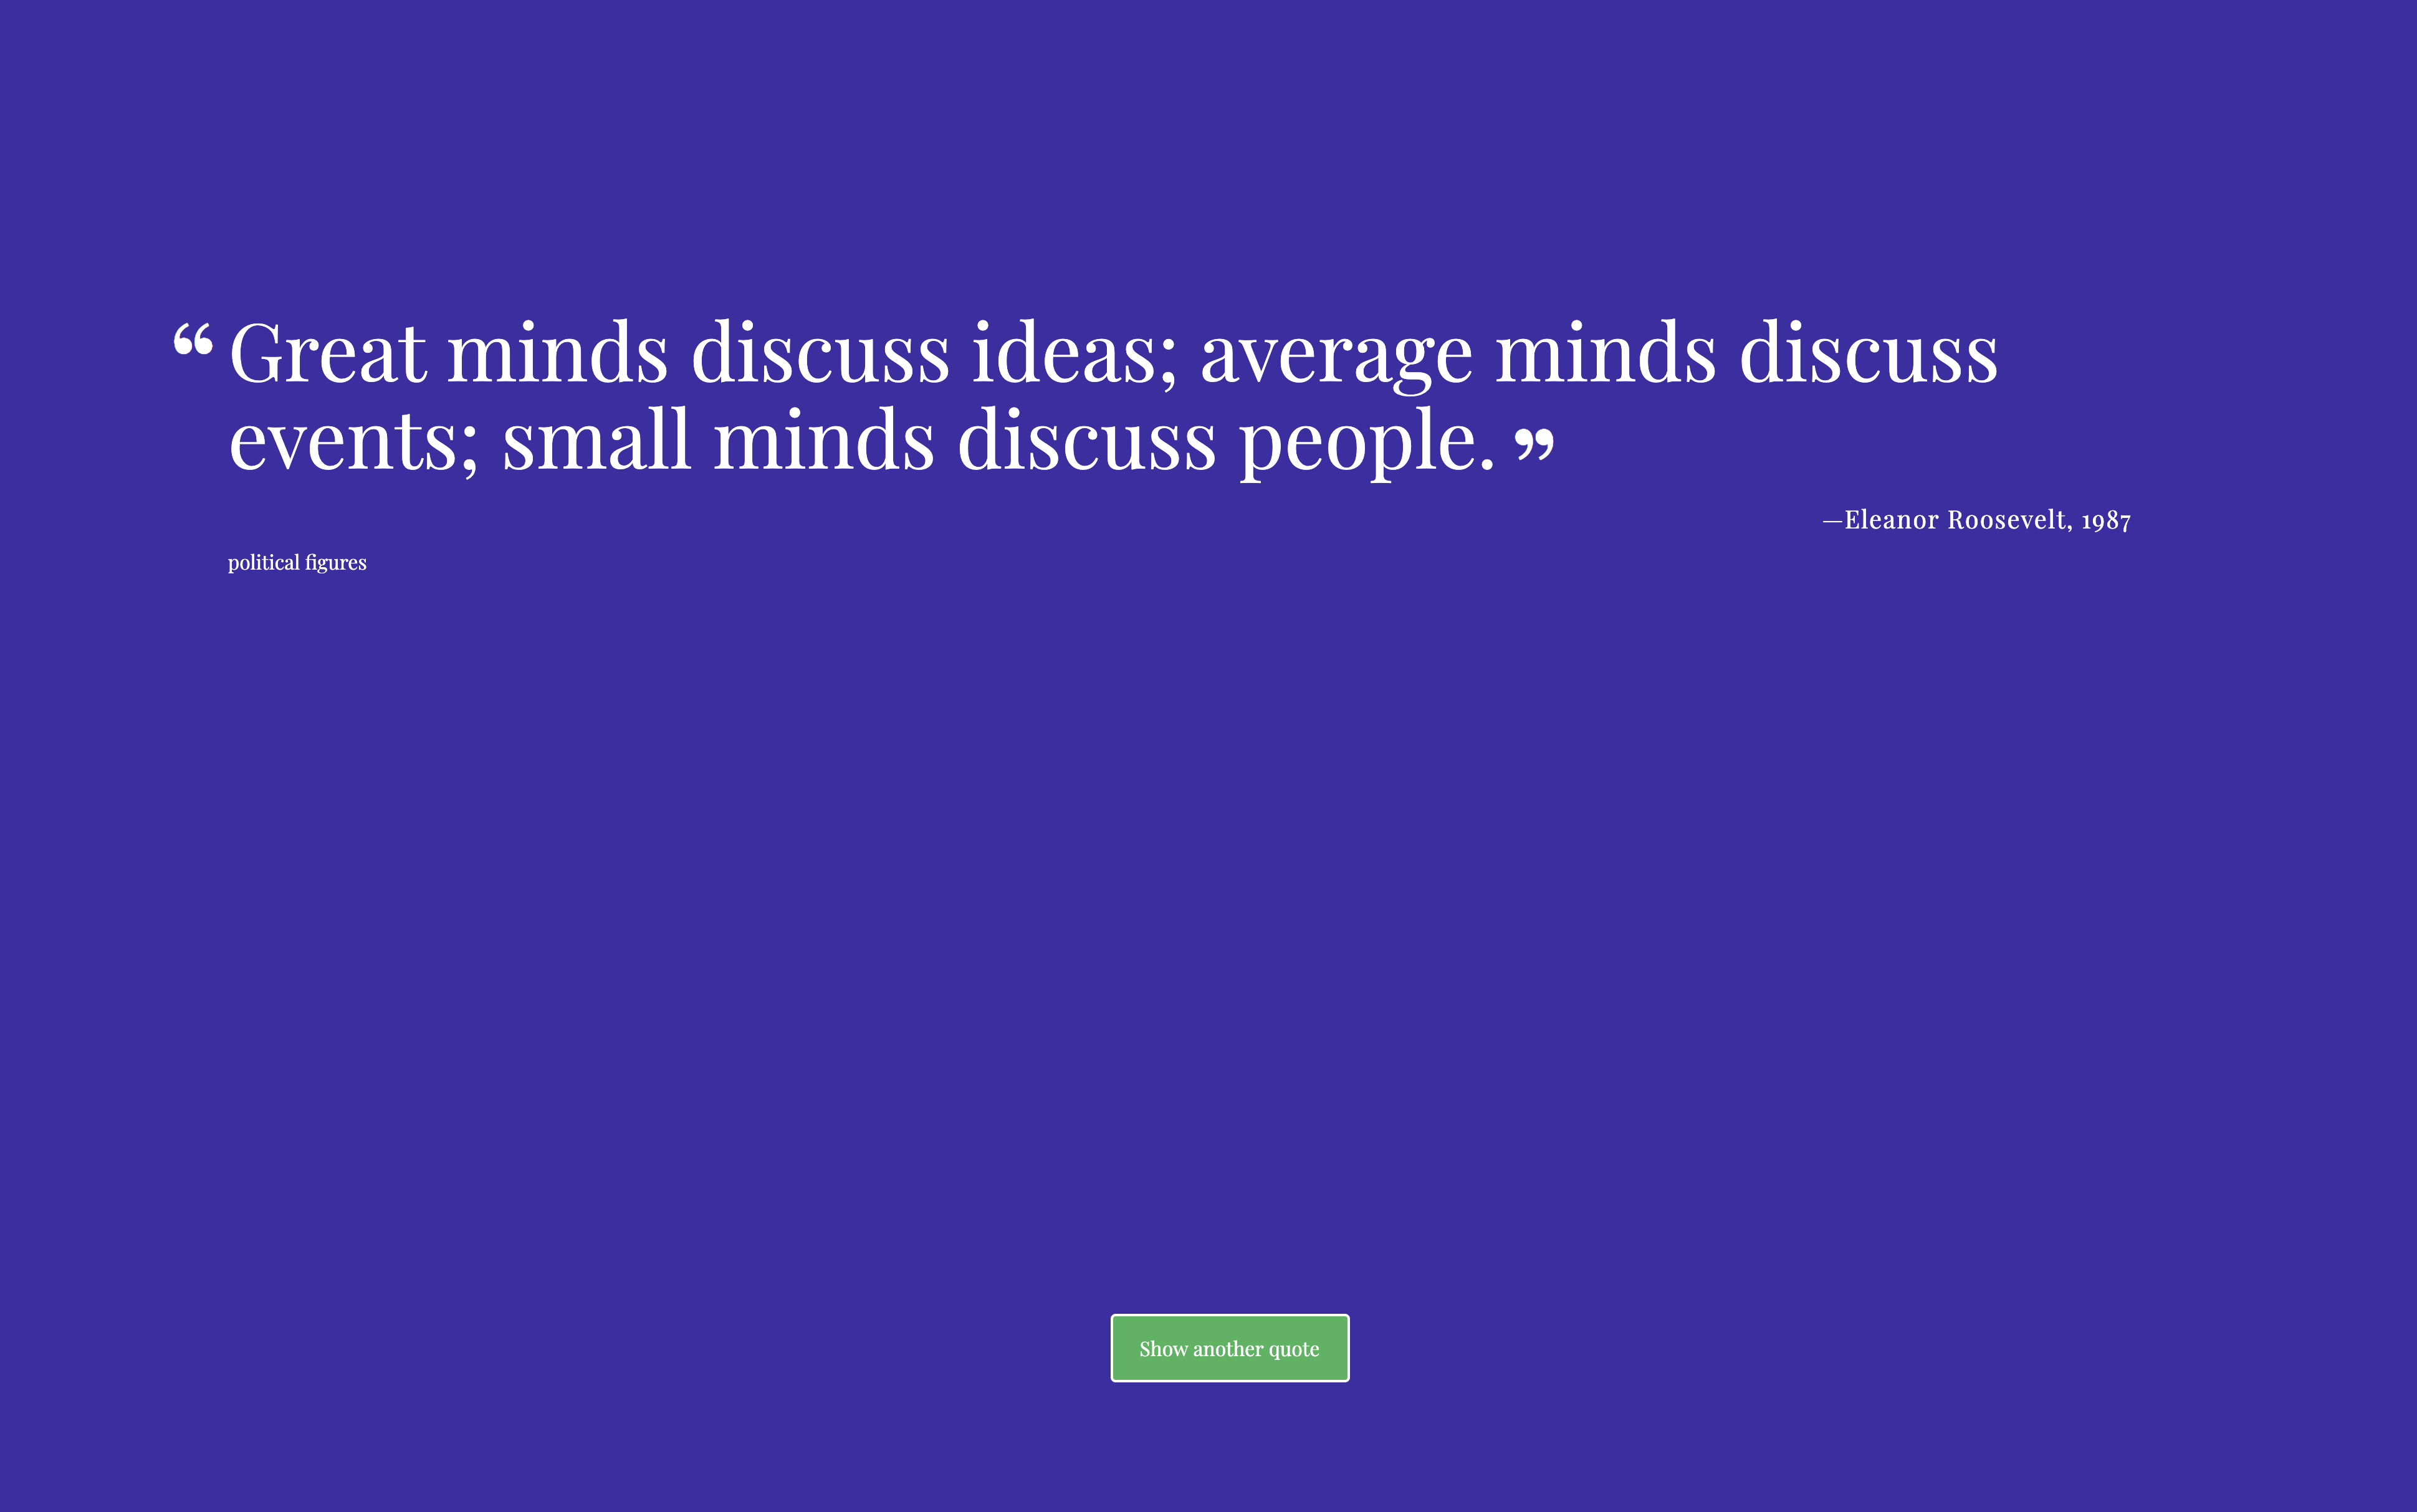 “ Great minds discuss ideas; average minds discuss
events; small minds discuss people. ”
—Eleanor Roosevelt, 1987
political figures
Show another quote